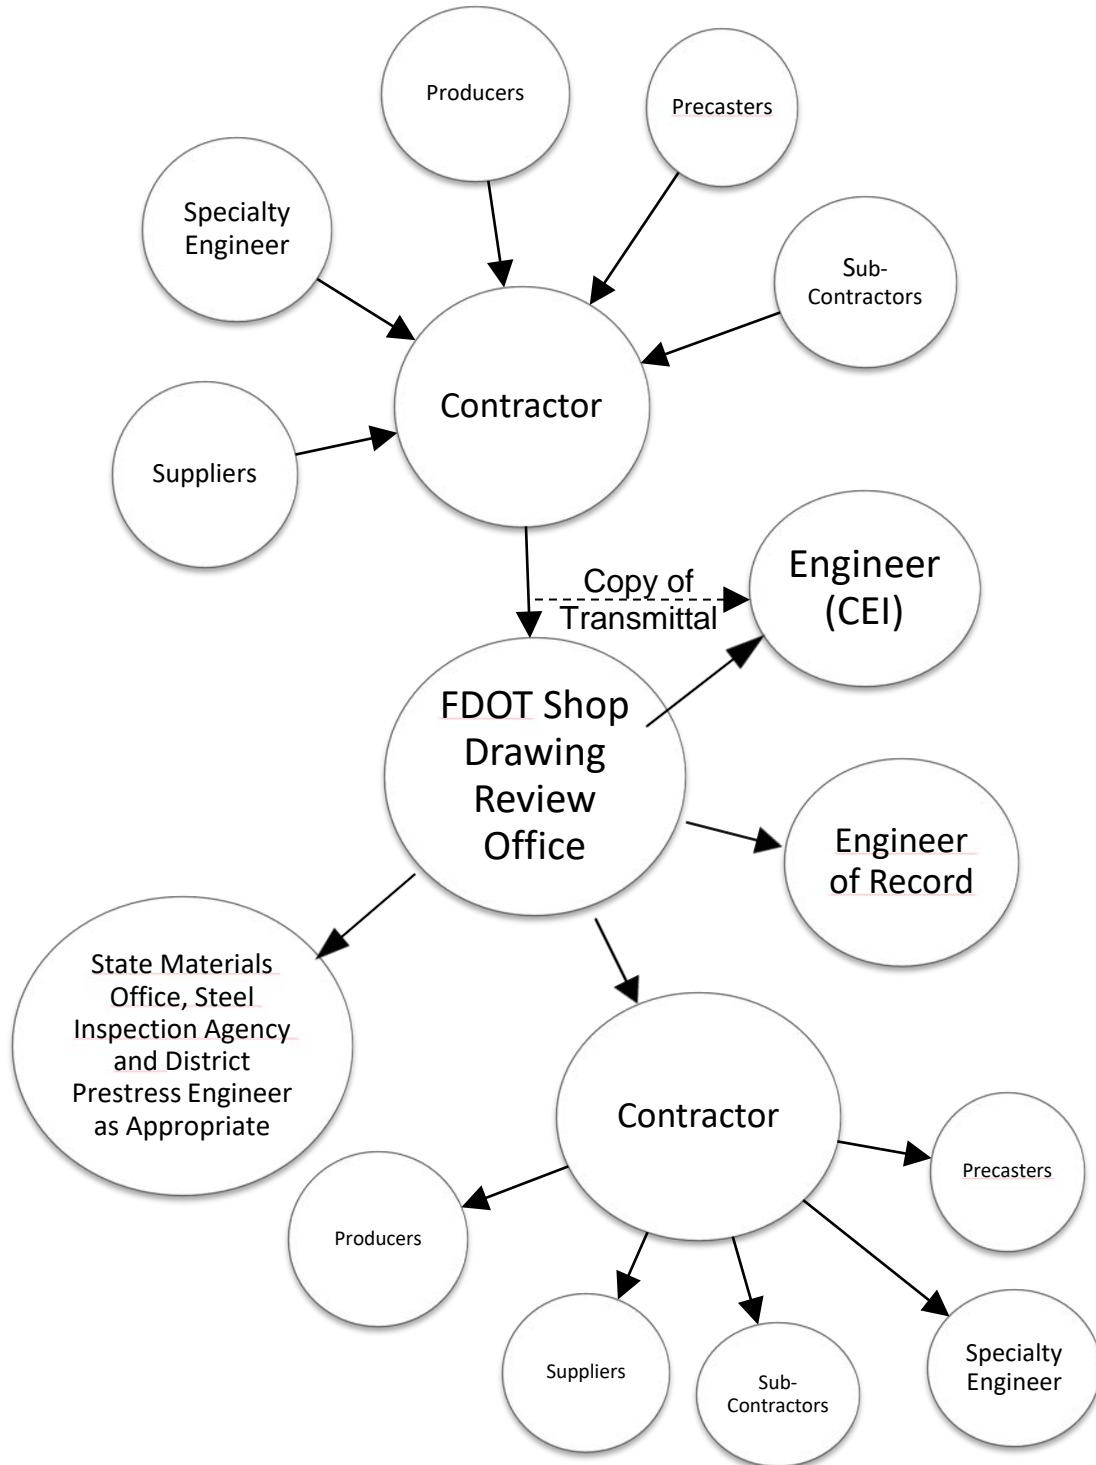 Producers
Precasters
Specialty
Engineer
Sub-
Contractors
Contractor
Suppliers
Copy of
Transmittal
Engineer
(CEI)
FDOT Shop
Drawing
Review
Office
Engineer
of Record
State Materials
Office, Steel
Inspection Agency
and District
Prestress Engineer
as Appropriate
Contractor
Precasters
Producers
Suppliers
Sub-
Contractors
Specialty
Engineer